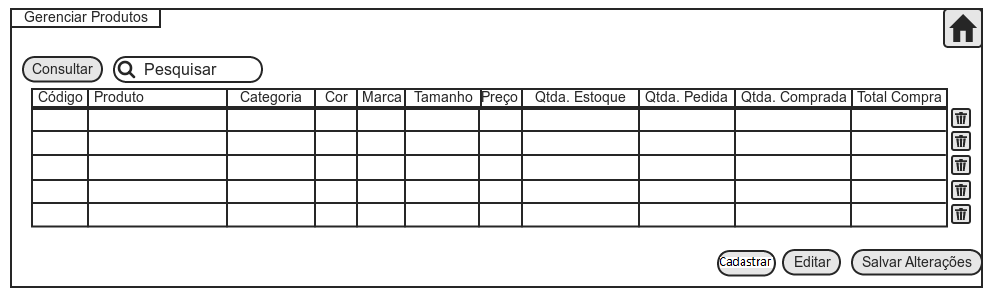 Gerenciar Produtos
Consultar Pesquisar
Código Produto Categoria Cor Marca Tamanho Preço Qtda. Estoque Qtda. Pedida Qtda. Comprada Total Compra
Cadastrar Editar Salvar Alterações